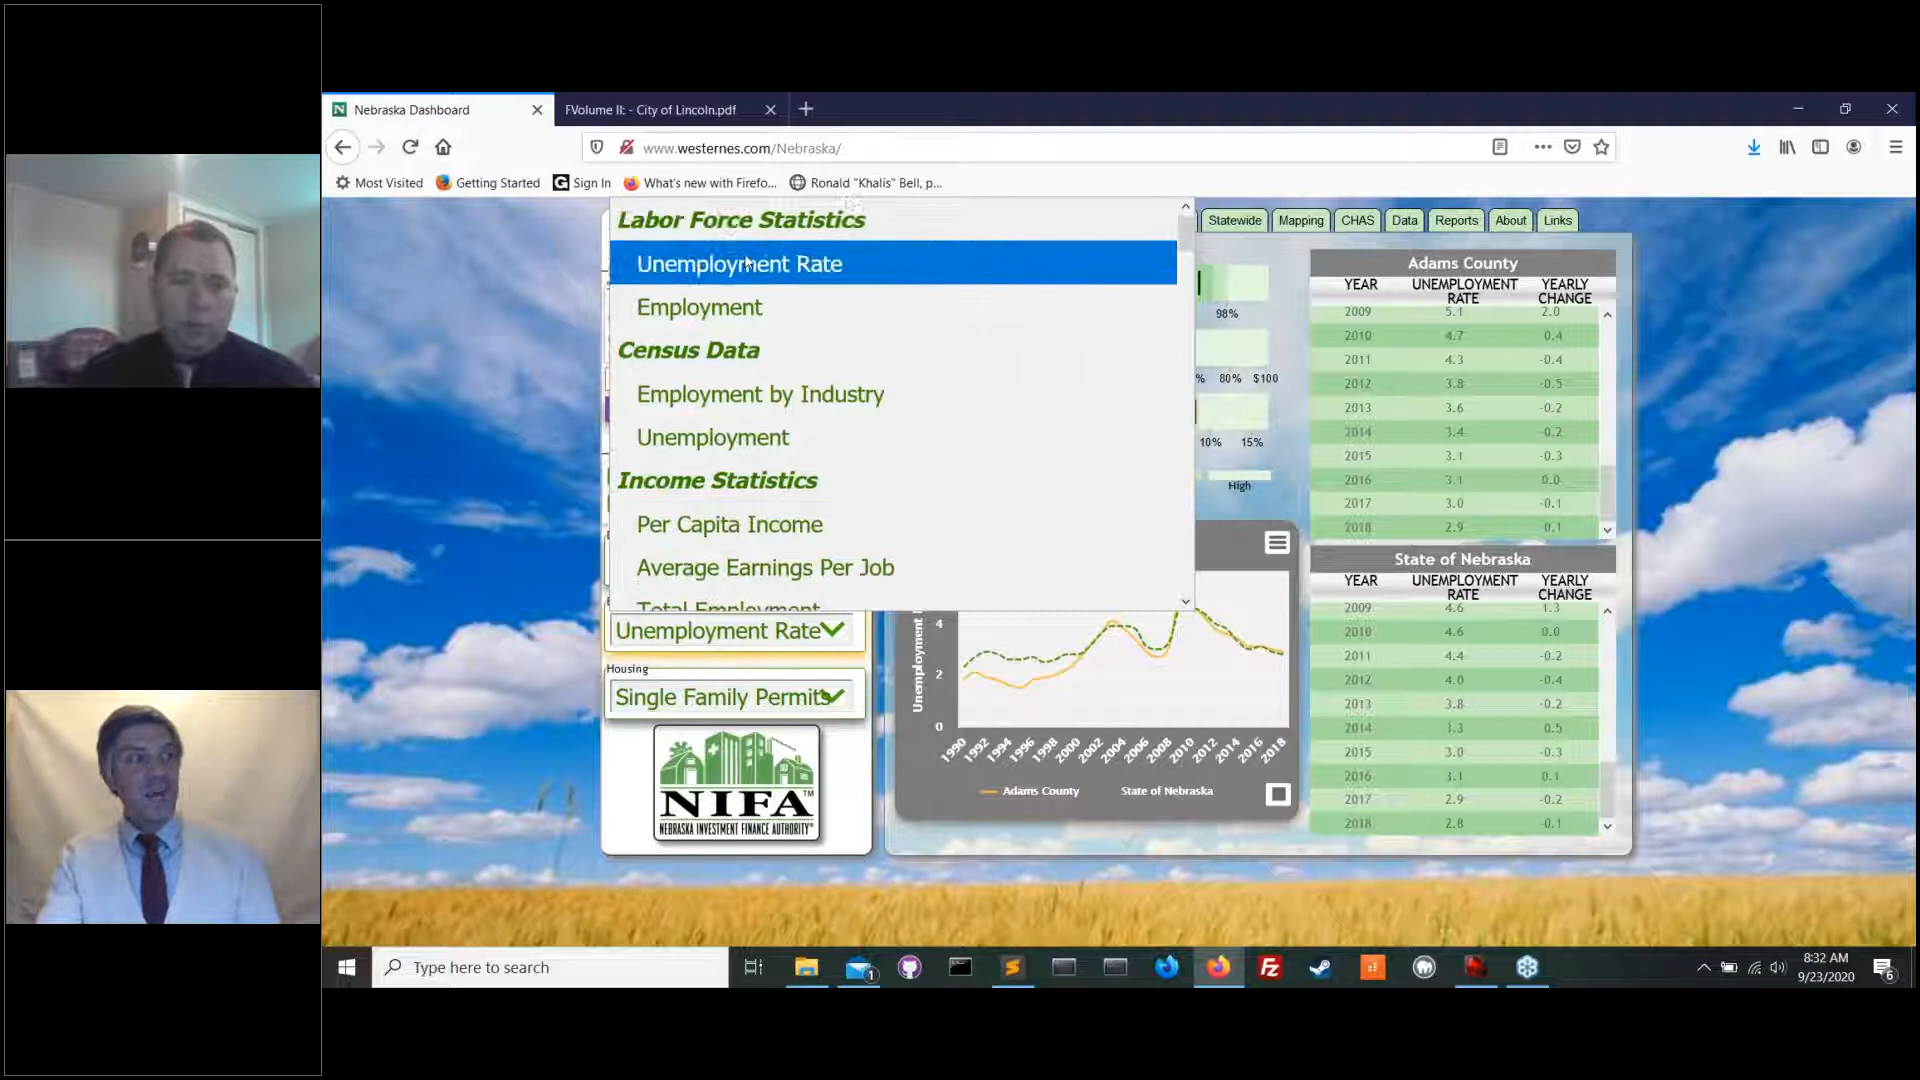 Nebraska Dashboard
FVolume II: - City of Lincoln.pdf
www.westernes.com/Nebraska/
Most Visited
Getting Started
Sign In
What's new with Firefo...
Ronald "Khalis" Bell, p...
Labor Force Statistics
Unemployment Rate
Employment
Census Data
Employment by Industry
Unemployment
Income Statistics
Per Capita Income
Average Earnings Per Job
Total Employment
Unemployment Rate
Housing
Single Family Permits
NIFA™
NEBRASKA INVESTMENT FINANCE AUTHORITY
Statewide
Mapping
CHAS
Data
Reports
About
Links
98%
80% $100
10% 15%
High
Unemployment
4
2
0
1990 1992 1994 1996 1998 2000 2002 2004 2006 2008 2010 2012 2014 2016 2018
Adams County
State of Nebraska
Adams County
YEAR UNEMPLOYMENT RATE YEARLY CHANGE
2009 5.1 2.0
2010 4.7 0.4
2011 4.3 -0.4
2012 3.8 -0.5
2013 3.6 -0.2
2014 3.4 -0.2
2015 3.1 -0.3
2016 3.1 0.0
2017 3.0 -0.1
2018 2.9 0.1
State of Nebraska
YEAR UNEMPLOYMENT RATE YEARLY CHANGE
2009 4.6 1.3
2010 4.6 0.0
2011 4.4 -0.2
2012 4.0 -0.4
2013 3.8 -0.2
2014 0.5
2015 3.0 -0.3
2016 3.1 0.1
2017 2.9 -0.2
2018 2.8 -0.1
Type here to search
1
8:32 AM
9/23/2020
6